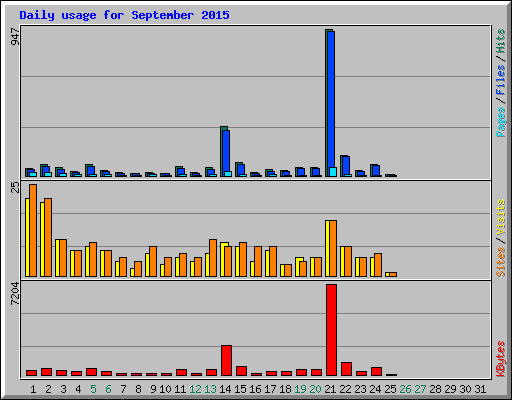 Daily usage for September 2015
947
Pages / Files / Hits
25
Sites / Visits
7204
KBytes
1 2 3 4 5 6 7 8 9 10 11 12 13 14 15 16 17 18 19 20 21 22 23 24 25 26 27 28 29 30 31